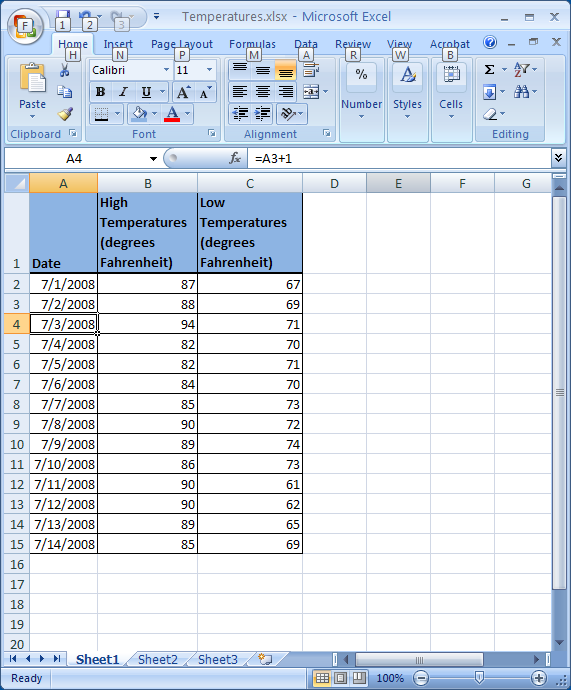 Temperatures.xlsx - Microsoft Excel
F 1 2 3
Home Insert Page Layout Formulas Data Review View Acrobat
H N P M A R W B
Calibri 11
Paste B I U A A % Σ
A Number Styles Cells
Clipboard Font Alignment Editing
A4 fx =A3+1
A B C D E F G
1 Date High Temperatures (degrees Fahrenheit) Low Temperatures (degrees Fahrenheit)
2 7/1/2008 87 67
3 7/2/2008 88 69
4 7/3/2008 94 71
5 7/4/2008 82 70
6 7/5/2008 82 71
7 7/6/2008 84 70
8 7/7/2008 85 73
9 7/8/2008 90 72
10 7/9/2008 89 74
11 7/10/2008 86 73
12 7/11/2008 90 61
13 7/12/2008 90 62
14 7/13/2008 89 65
15 7/14/2008 85 69
16
17
18
19
20
Sheet1 Sheet2 Sheet3
Ready 100%